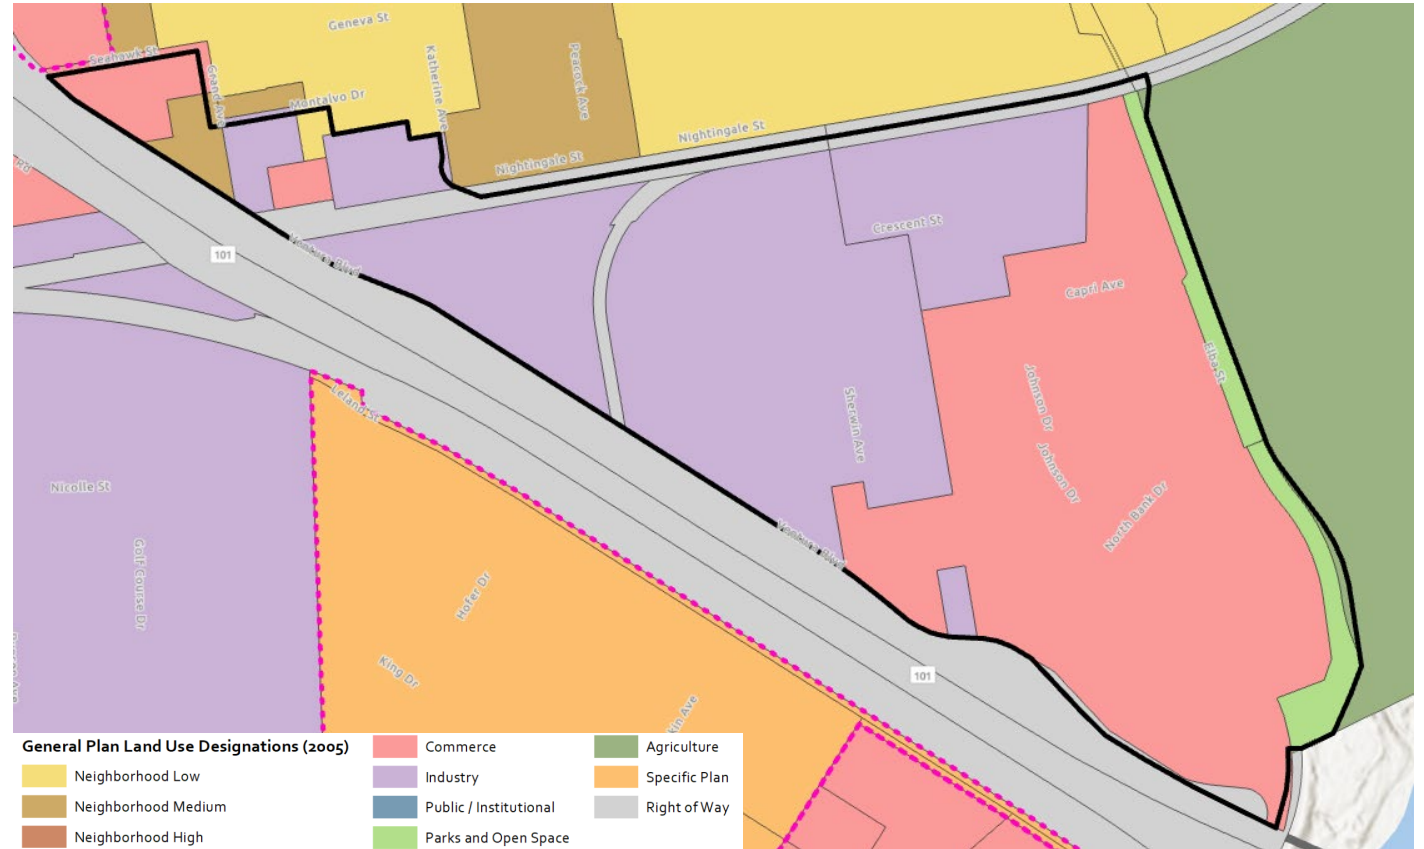 Geneva St
Seahawk St
Katherine Ave
Peacock Ave
Grand Ave
Montalvo Dr
Nightingale St
Nightingale St
Rd
Crescent St
101
Ventura Blvd
Capri Ave
Elba St
Leland St
Johnson Dr
Sherwin Ave
Johnson Dr
Nicolle St
North Bank Dr
Golf Course Dr
Ventura Blvd
Hofer Dr
King Dr
101
kin Ave
General Plan Land Use Designations (2005)
Neighborhood Low
Neighborhood Medium
Neighborhood High
Commerce
Industry
Public / Institutional
Parks and Open Space
Agriculture
Specific Plan
Right of Way